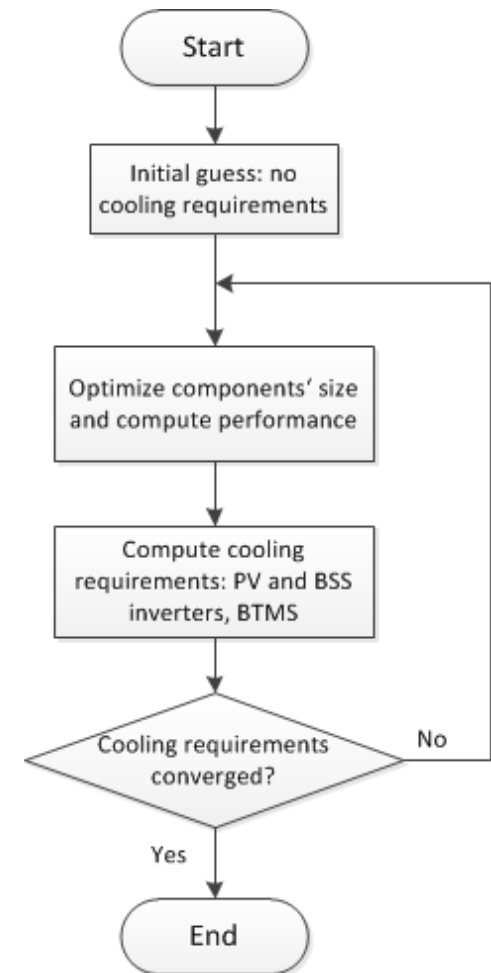 Start
Initial guess: no
cooling requirements
Optimize components‘ size
and compute performance
Compute cooling
requirements: PV and BSS
inverters, BTMS
Cooling requirements
converged?
No
Yes
End